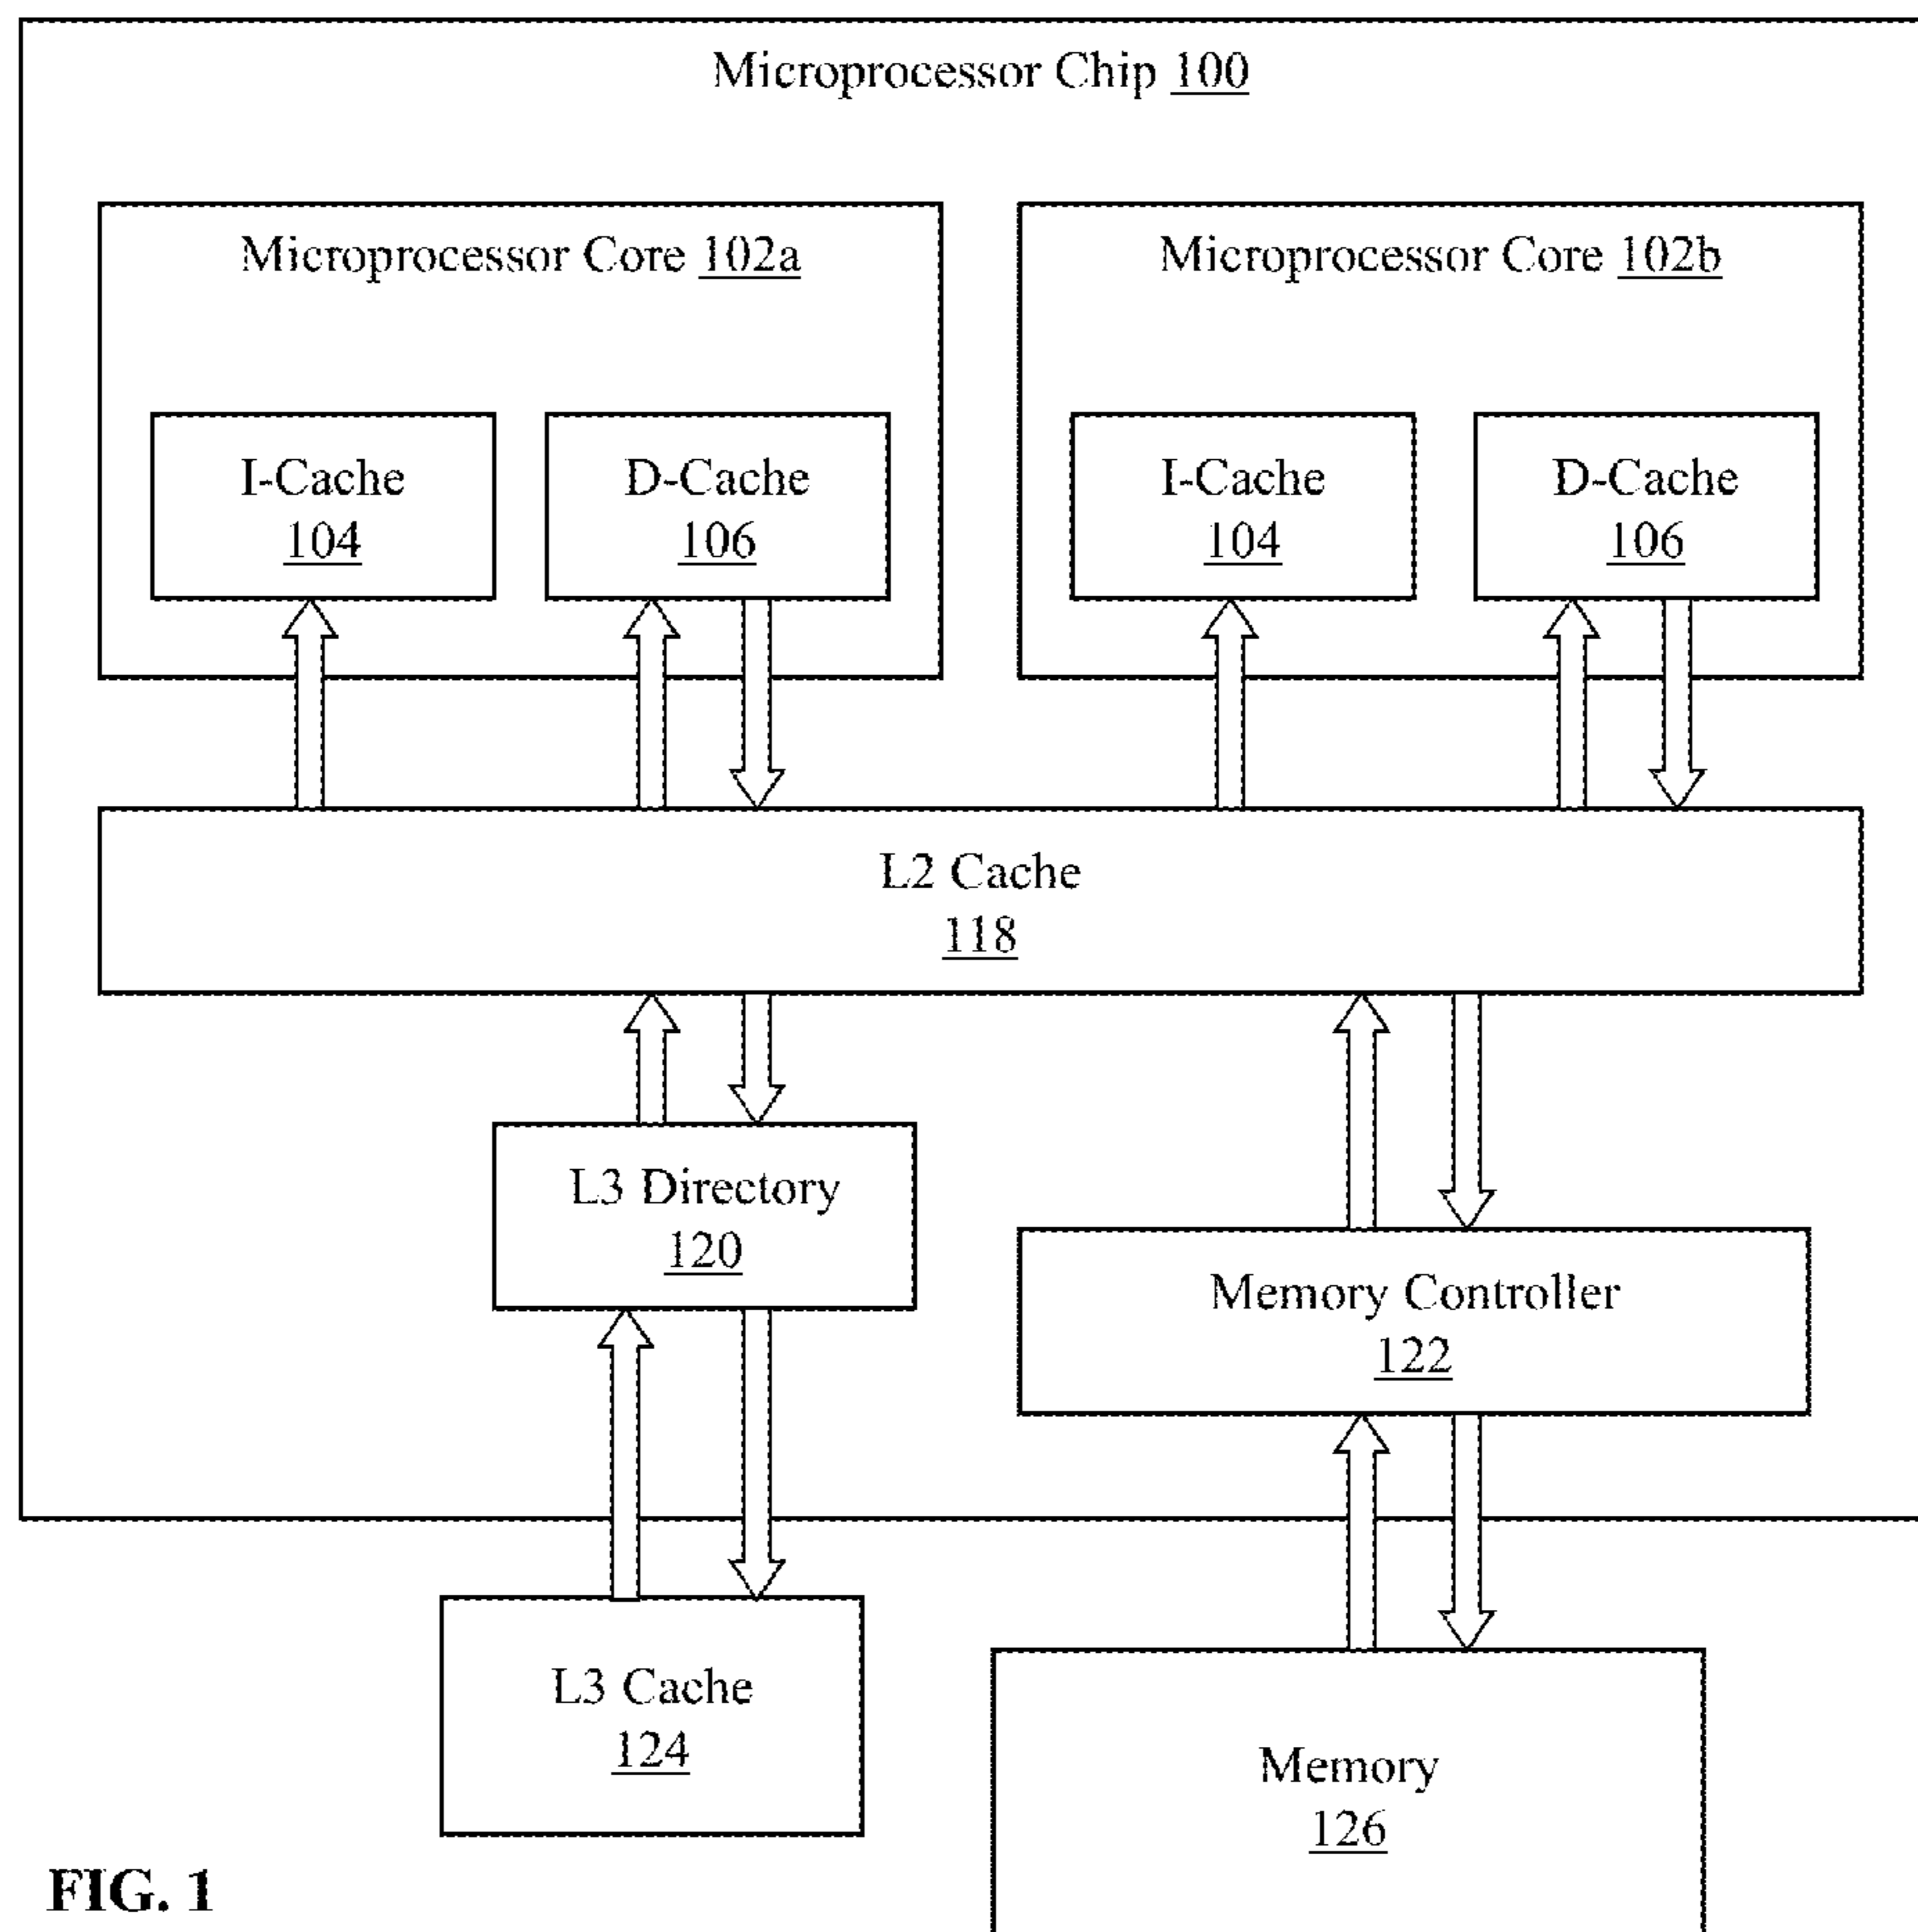 Microprocessor Chip 100
Microprocessor Core 102a
Microprocessor Core 102b
I-Cache
104
D-Cache
106
I-Cache
104
D-Cache
106
L2 Cache
118
L3 Directory
120
Memory Controller
122
L3 Cache
124
Memory
126
FIG. 1